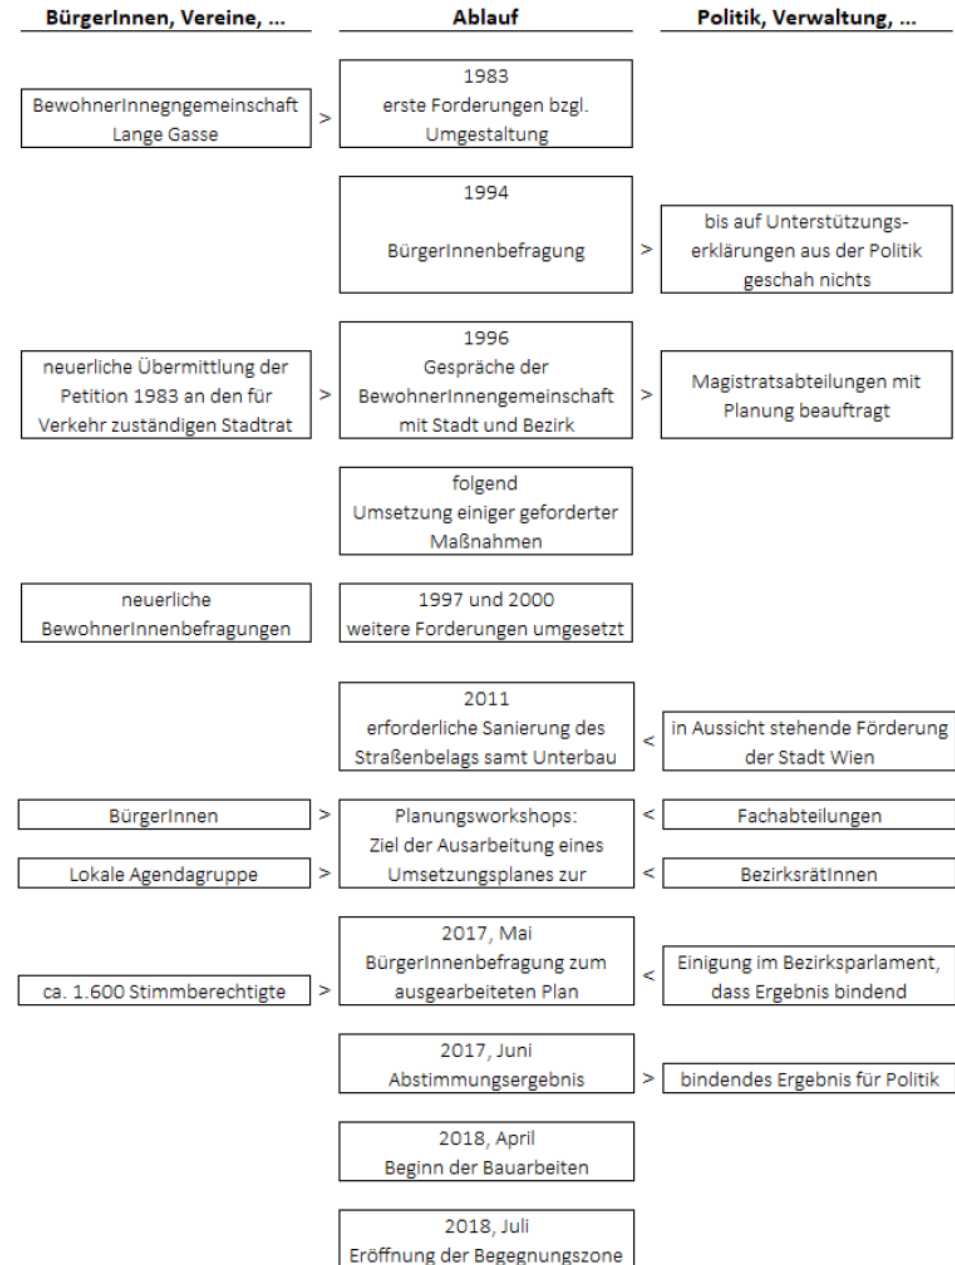 BürgerInnen, Vereine, ...
Ablauf
Politik, Verwaltung, ...
BewohnerInnegngemeinschaft
Lange Gasse
>
1983
erste Forderungen bzgl.
Umgestaltung
1994
BürgerInnenbefragung
>
bis auf Unterstützungs-
erklärungen aus der Politik
geschah nichts
neuerliche Übermittlung der
Petition 1983 an den für
Verkehr zuständigen Stadtrat
>
1996
Gespräche der
BewohnerInnengemeinschaft
mit Stadt und Bezirk
>
Magistratsabteilungen mit
Planung beauftragt
folgend
Umsetzung einiger geforderter
Maßnahmen
neuerliche
BewohnerInnenbefragungen
1997 und 2000
weitere Forderungen umgesetzt
2011
erforderliche Sanierung des
Straßenbelags samt Unterbau
<
in Aussicht stehende Förderung
der Stadt Wien
BürgerInnen
>
Lokale Agendagruppe
>
Planungsworkshops:
Ziel der Ausarbeitung eines
Umsetzungsplanes zur
<
Fachabteilungen
<
BezirksrätInnen
ca. 1.600 Stimmberechtigte
>
2017, Mai
BürgerInnenbefragung zum
ausgearbeiteten Plan
<
Einigung im Bezirksparlament,
dass Ergebnis bindend
2017, Juni
Abstimmungsergebnis
>
bindendes Ergebnis für Politik
2018, April
Beginn der Bauarbeiten
2018, Juli
Eröffnung der Begegnungszone